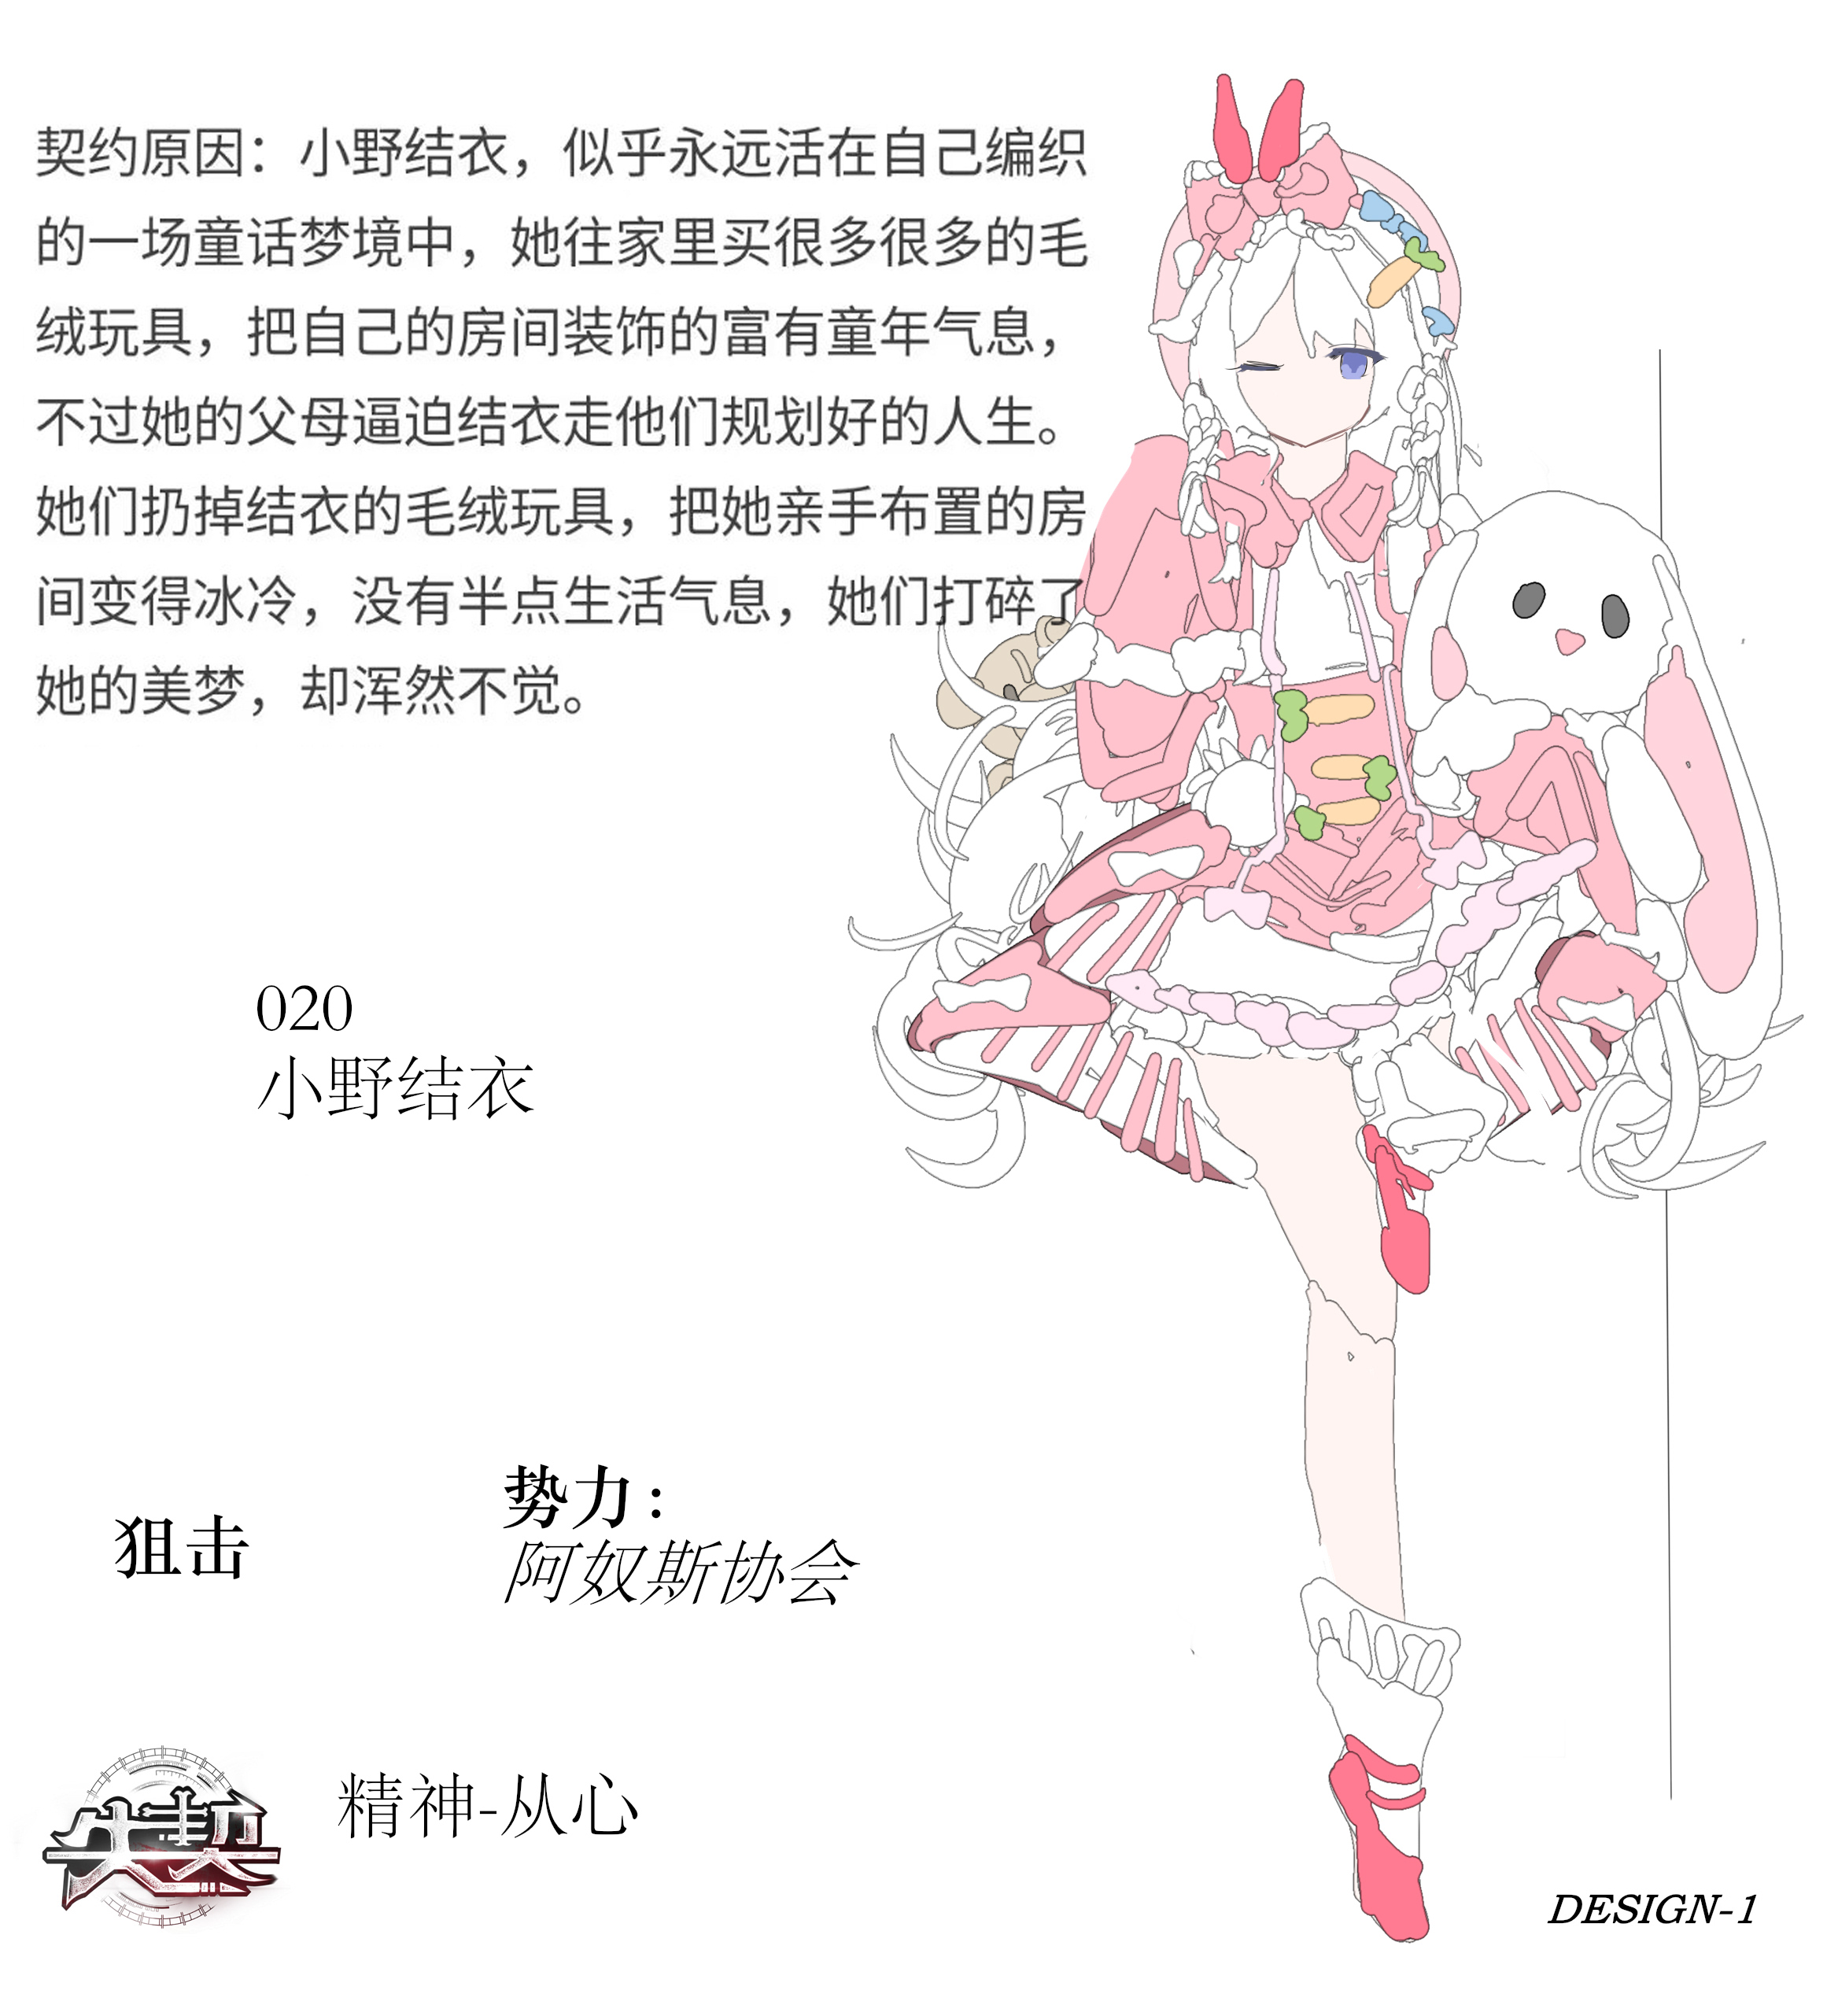 契约原因：小野结衣，似乎永远活在自己编织
的一场童话梦境中，她往家里买很多很多的毛
绒玩具，把自己的房间装饰的富有童年气息，
不过她的父母逼迫结衣走他们规划好的人生。
她们扔掉结衣的毛绒玩具，把她亲手布置的房
间变得冰冷，没有半点生活气息，她们打碎了
她的美梦，却浑然不觉。
020
小野结衣
狙击
势力：
阿奴斯协会
失契
精神-从心
DESIGN-1